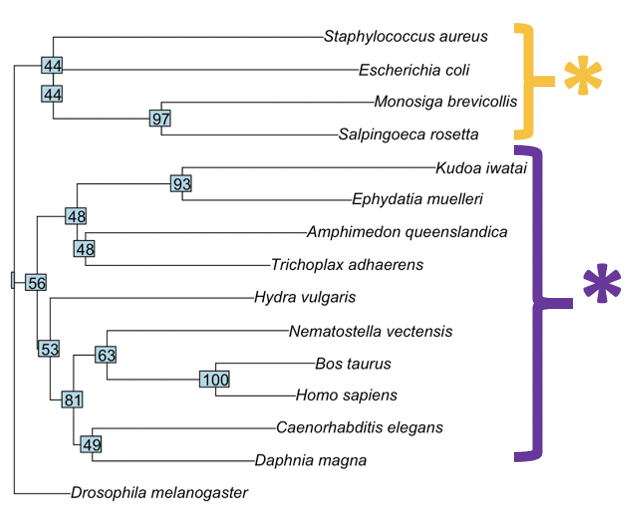 Staphylococcus aureus
44
Escherichia coli
44
Monosiga brevicollis
97
Salpingoeca rosetta
Kudoa iwatai
93
Ephydatia muelleri
48
Amphimedon queenslandica
48
Trichoplax adhaerens
56
Hydra vulgaris
Nematostella vectensis
53
63
Bos taurus
100
Homo sapiens
81
Caenorhabditis elegans
49
Daphnia magna
Drosophila melanogaster